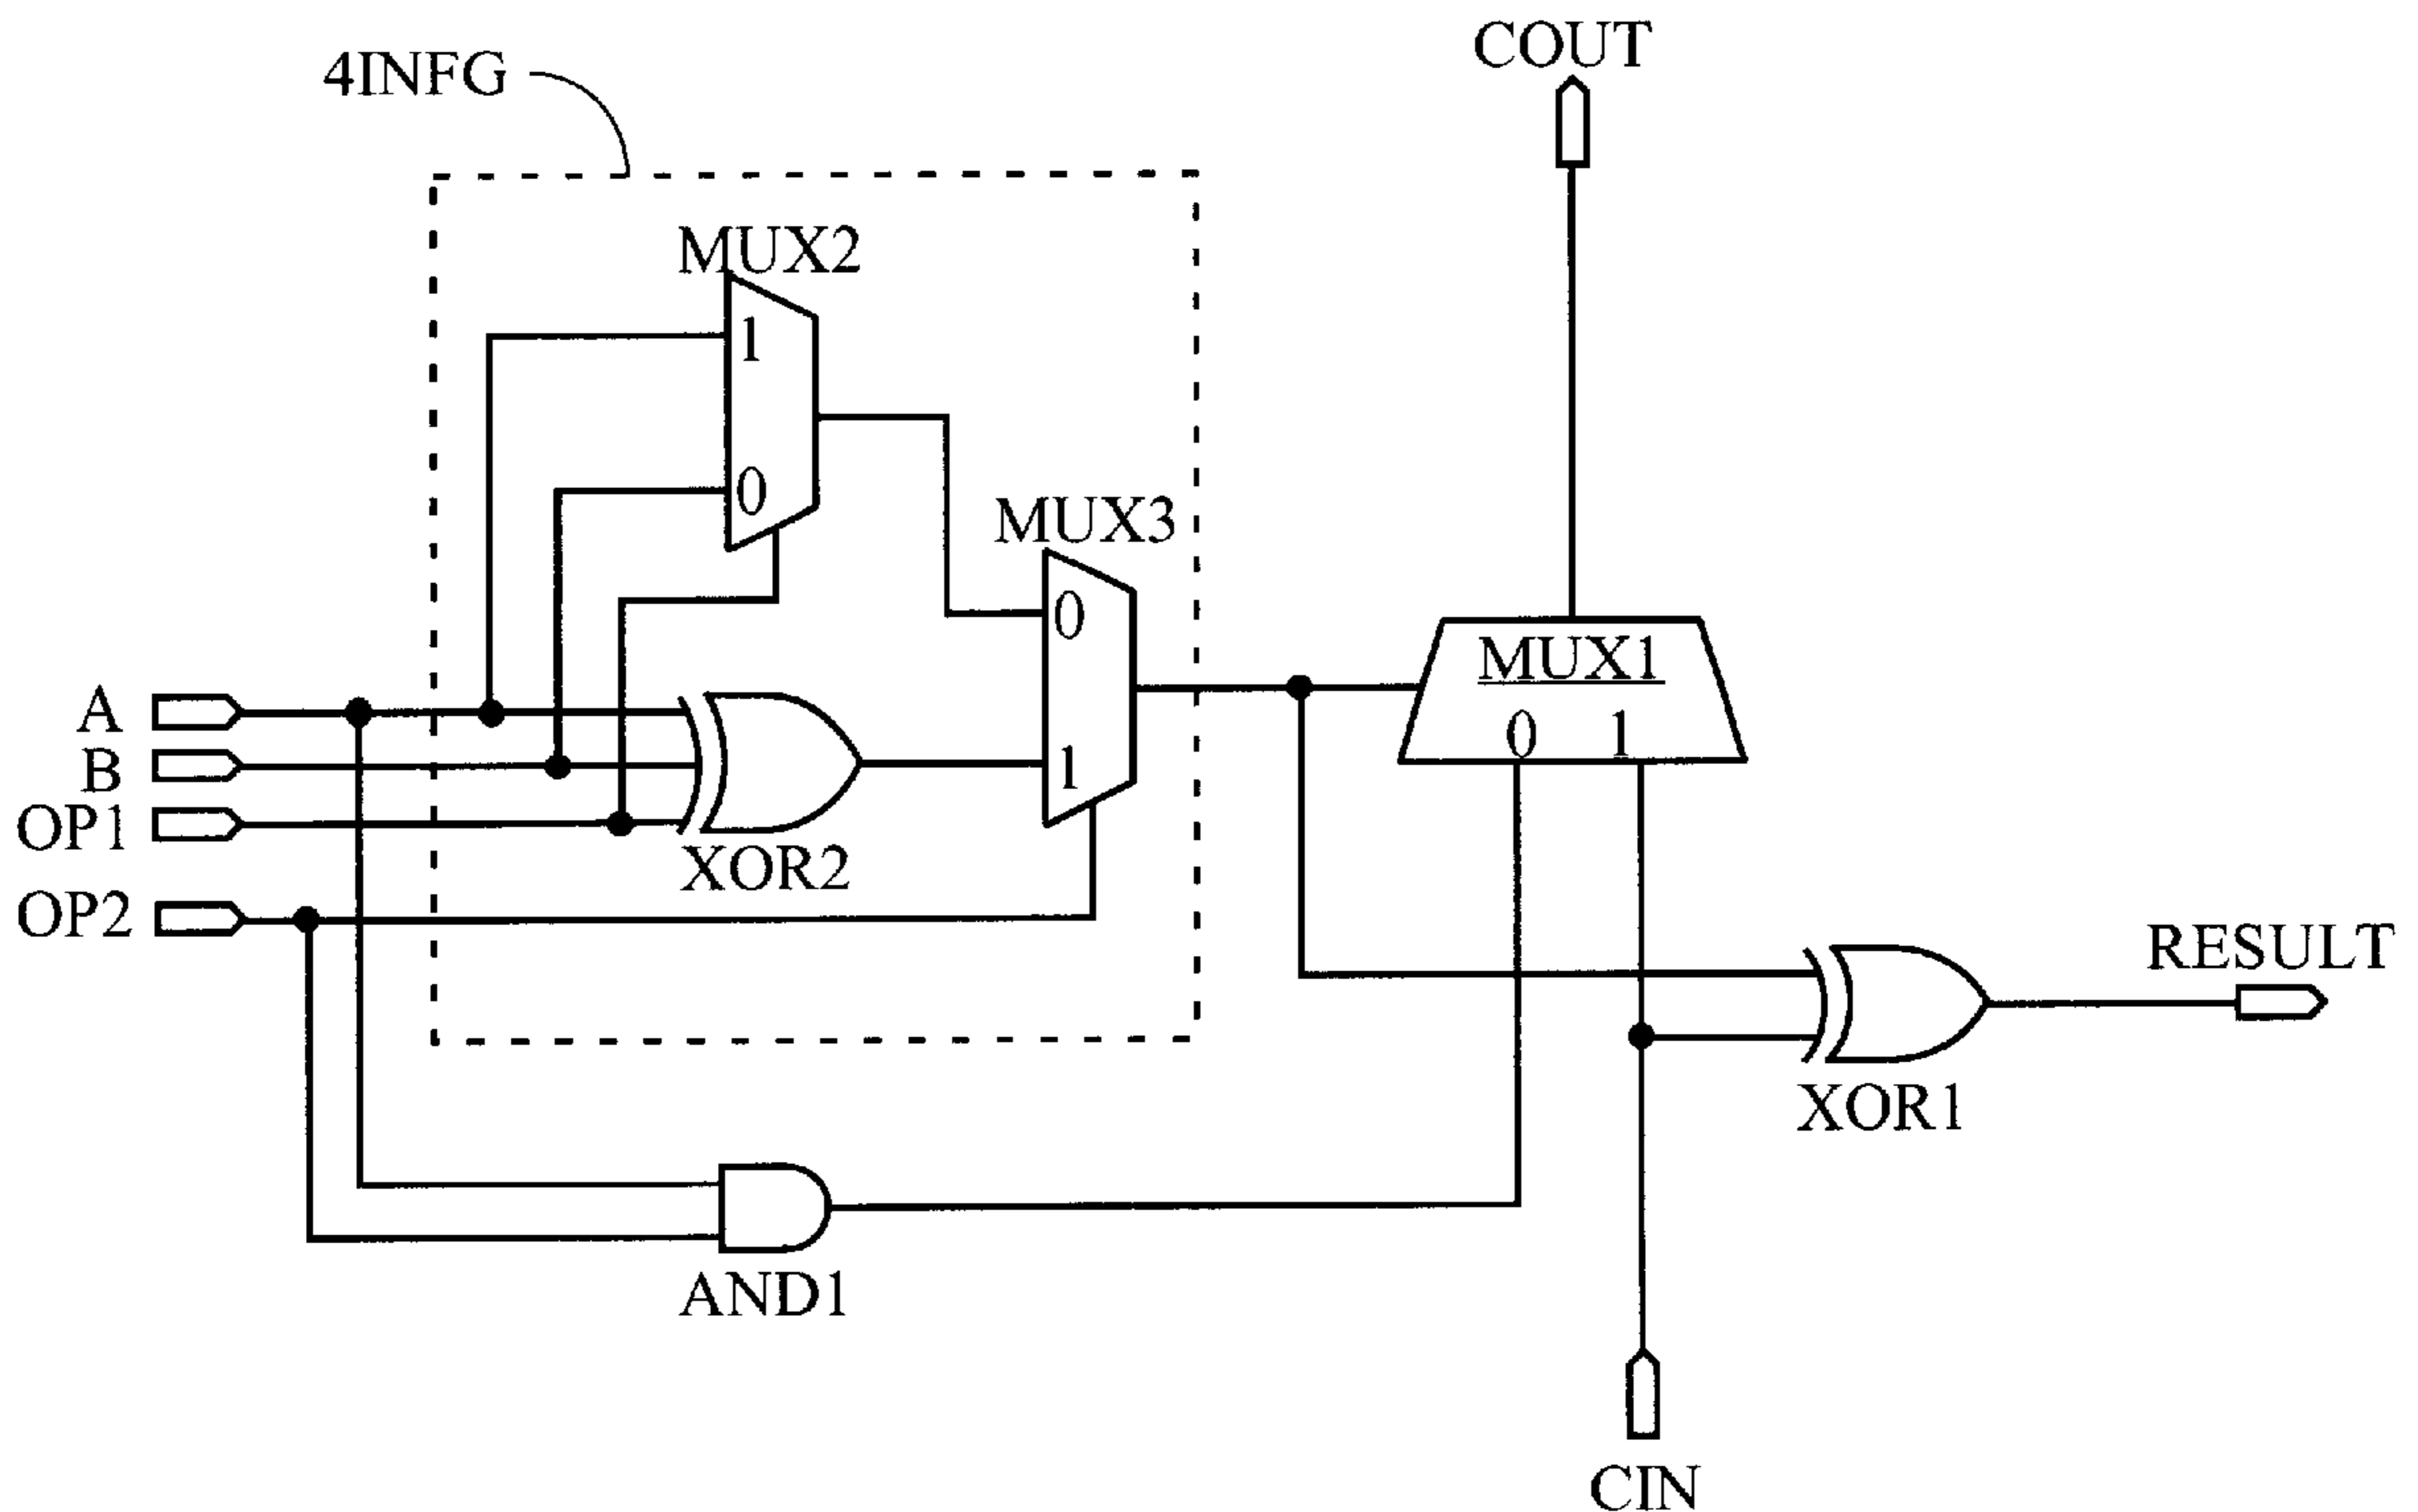 COUT
4INFG
MUX2
1
0
MUX3
0
1
MUX1
0 1
A
B
OP1
XOR2
OP2
RESULT
XOR1
AND1
CIN